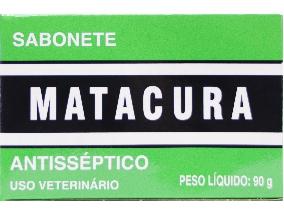 SABONETE
MATACURA
ANTISSÉPTICO
USO VETERINÁRIO PESO LÍQUIDO: 90 g